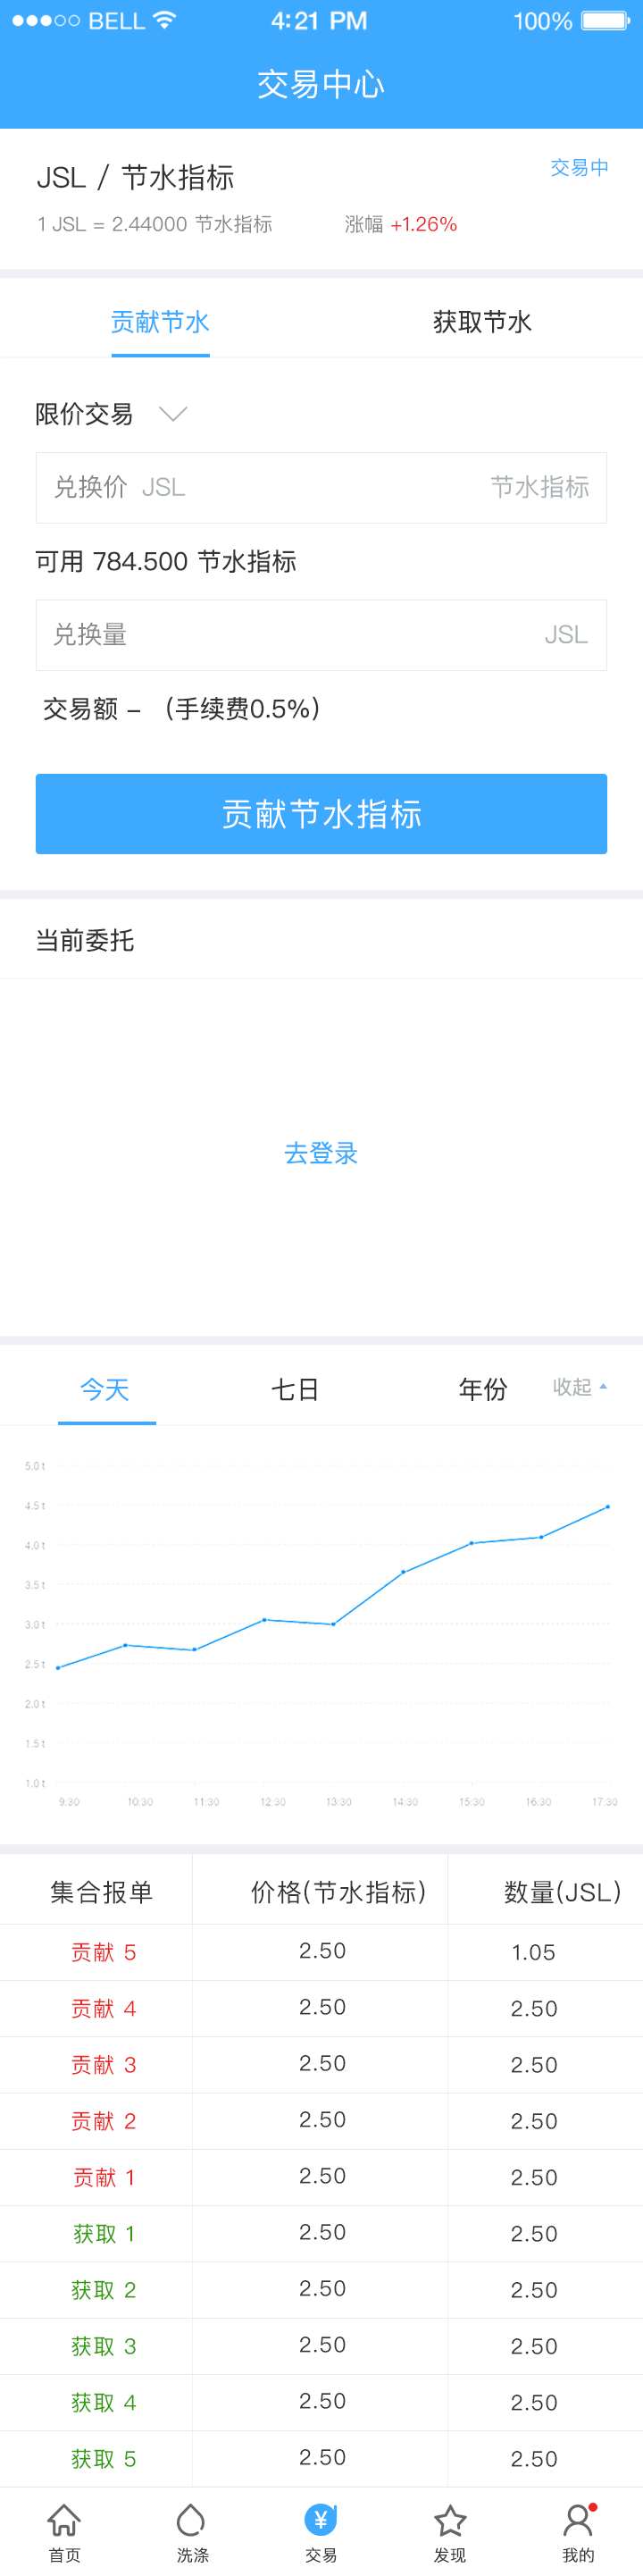 BELL 4:21 PM 100%
交易中心
JSL / 节水指标 交易中
1 JSL = 2.44000 节水指标 涨幅 +1.26%
贡献节水 获取节水
限价交易
兑换价 JSL 节水指标
可用 784.500 节水指标
兑换量 JSL
交易额 – （手续费0.5%）
贡献节水指标
当前委托
去登录
今天 七日 年份 收起
5.0 t
4.5 t
4.0 t
3.5 t
3.0 t
2.5 t
2.0 t
1.5 t
1.0 t
9:30 10:30 11:30 12:30 13:30 14:30 15:30 16:30 17:30
集合报单 价格(节水指标) 数量(JSL)
贡献 5 2.50 1.05
贡献 4 2.50 2.50
贡献 3 2.50 2.50
贡献 2 2.50 2.50
贡献 1 2.50 2.50
获取 1 2.50 2.50
获取 2 2.50 2.50
获取 3 2.50 2.50
获取 4 2.50 2.50
获取 5 2.50 2.50
¥
首页 洗涤 交易 发现 我的